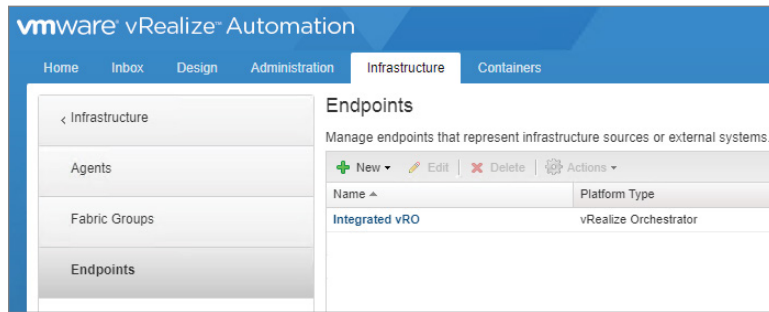 vmware® vRealize™ Automation
Home Inbox Design Administration Infrastructure Containers
< Infrastructure
Agents
Fabric Groups
Endpoints
Endpoints
Manage endpoints that represent infrastructure sources or external systems.
New Edit Delete Actions
Name Platform Type
Integrated vRO vRealize Orchestrator